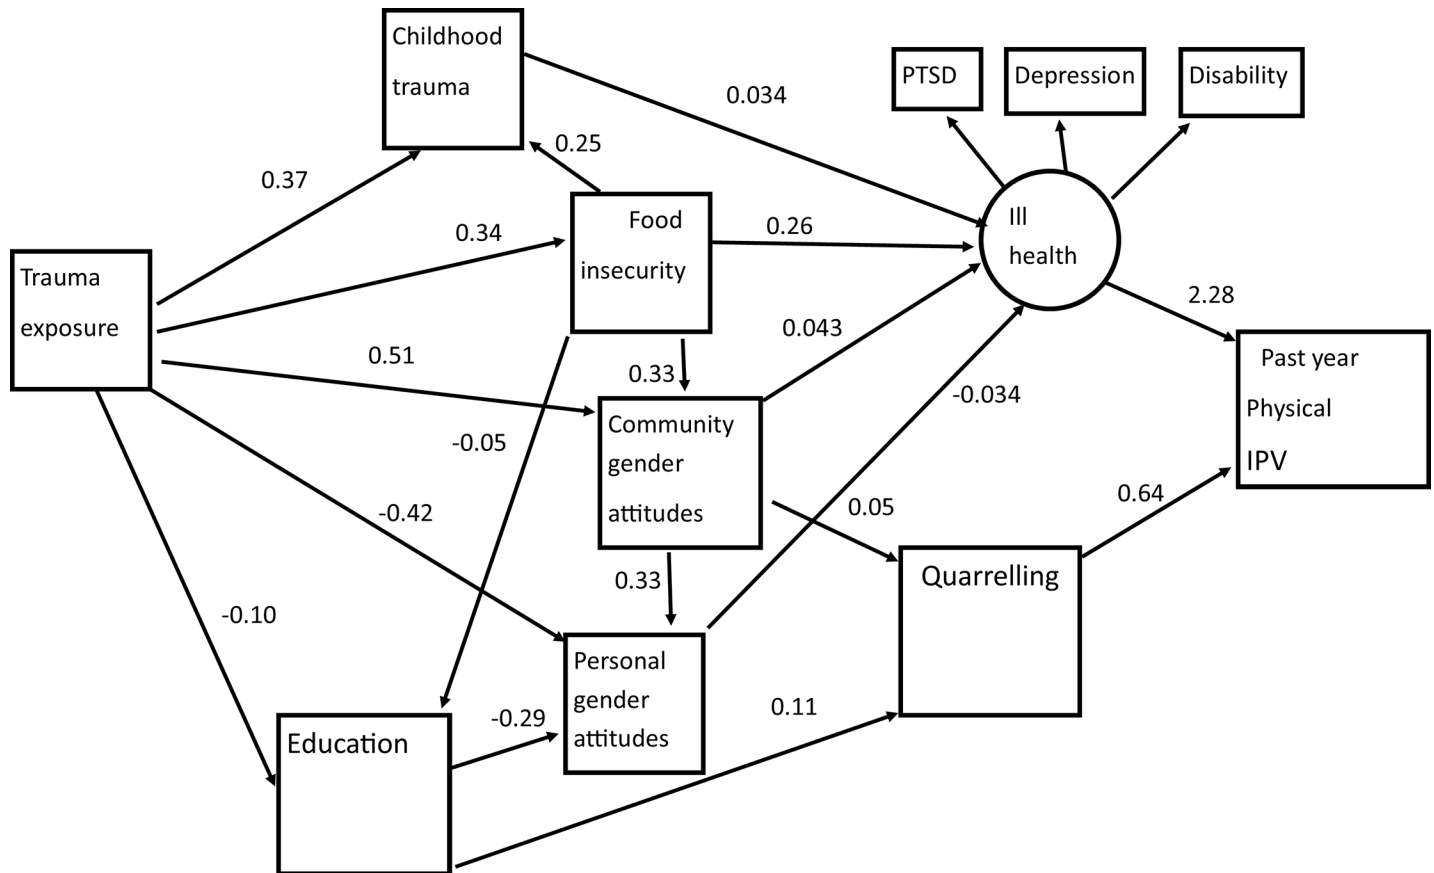 Childhood
trauma
PTSD
Depression
Disability
0.034
0.25
0.37
Food
insecurity
0.34
0.26
Ill
health
Trauma
exposure
2.28
0.51
0.33
0.043
Past year
Physical
IPV
-0.034
Community
gender
attitudes
-0.05
-0.42
0.05
0.64
Quarrelling
0.33
-0.10
Personal
gender
attitudes
-0.29
0.11
Education